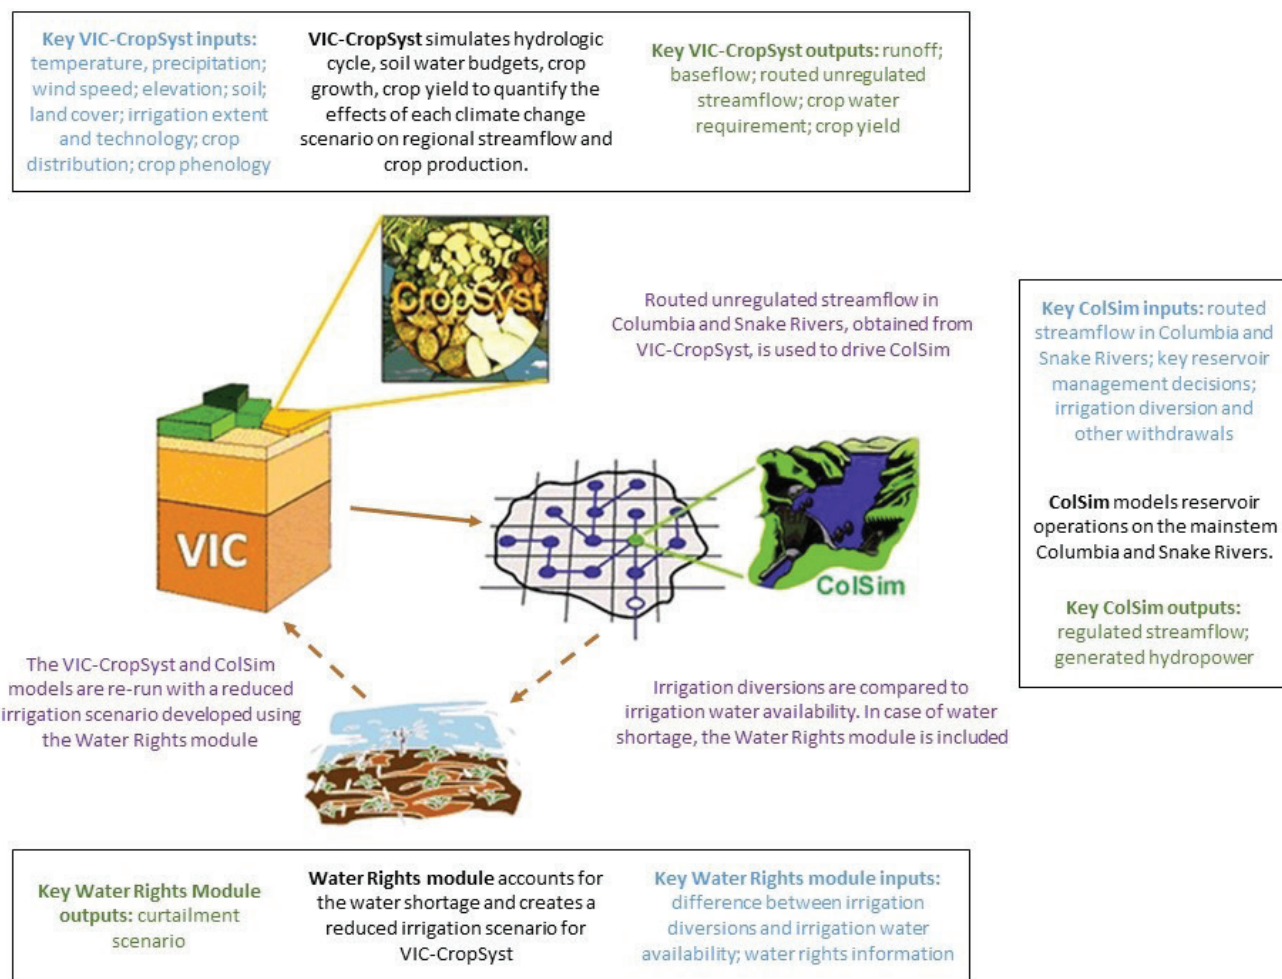 Key VIC-CropSyst inputs:
temperature, precipitation;
wind speed; elevation; soil;
land cover; irrigation extent
and technology; crop
distribution; crop phenology
VIC-CropSyst simulates hydrologic
cycle, soil water budgets, crop
growth, crop yield to quantify the
effects of each climate change
scenario on regional streamflow and
crop production.
Key VIC-CropSyst outputs: runoff;
baseflow; routed unregulated
streamflow; crop water
requirement; crop yield
CropSyst
Routed unregulated streamflow in
Columbia and Snake Rivers, obtained from
VIC-CropSyst, is used to drive ColSim
Key ColSim inputs: routed
streamflow in Columbia and
Snake Rivers; key reservoir
management decisions;
irrigation diversion and
other withdrawals
ColSim models reservoir
operations on the mainstem
Columbia and Snake Rivers.
Key ColSim outputs:
regulated streamflow;
generated hydropower
VIC
ColSim
The VIC-CropSyst and ColSim
models are re-run with a reduced
irrigation scenario developed using
the Water Rights module
Irrigation diversions are compared to
irrigation water availability. In case of water
shortage, the Water Rights module is included
Key Water Rights Module
outputs: curtailment
scenario
Water Rights module accounts for
the water shortage and creates a
reduced irrigation scenario for
VIC-CropSyst
Key Water Rights module inputs:
difference between irrigation
diversions and irrigation water
availability; water rights information